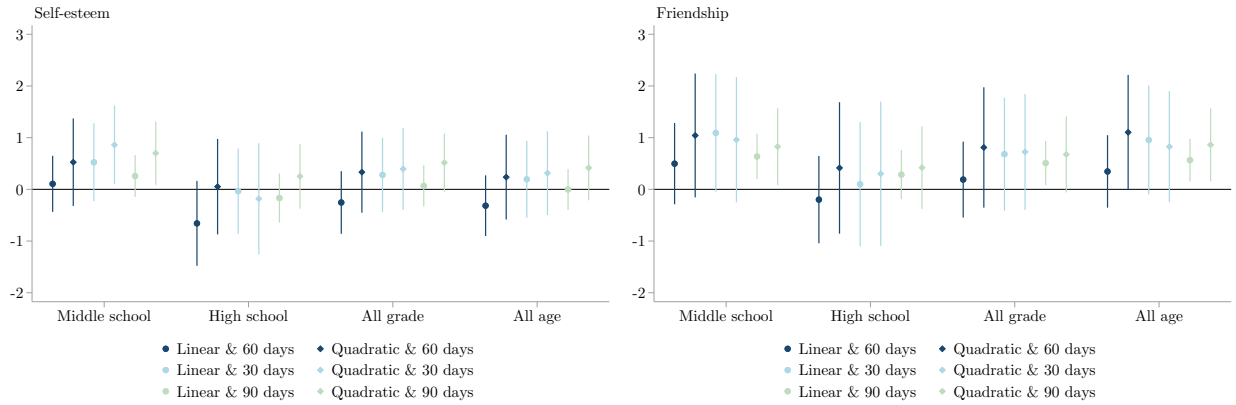 Self-esteem
3
2
1
0
-1
-2
Middle school High school All grade All age
Linear & 60 days Quadratic & 60 days
Linear & 30 days Quadratic & 30 days
Linear & 90 days Quadratic & 90 days
Friendship
3
2
1
0
-1
-2
Middle school High school All grade All age
Linear & 60 days Quadratic & 60 days
Linear & 30 days Quadratic & 30 days
Linear & 90 days Quadratic & 90 days